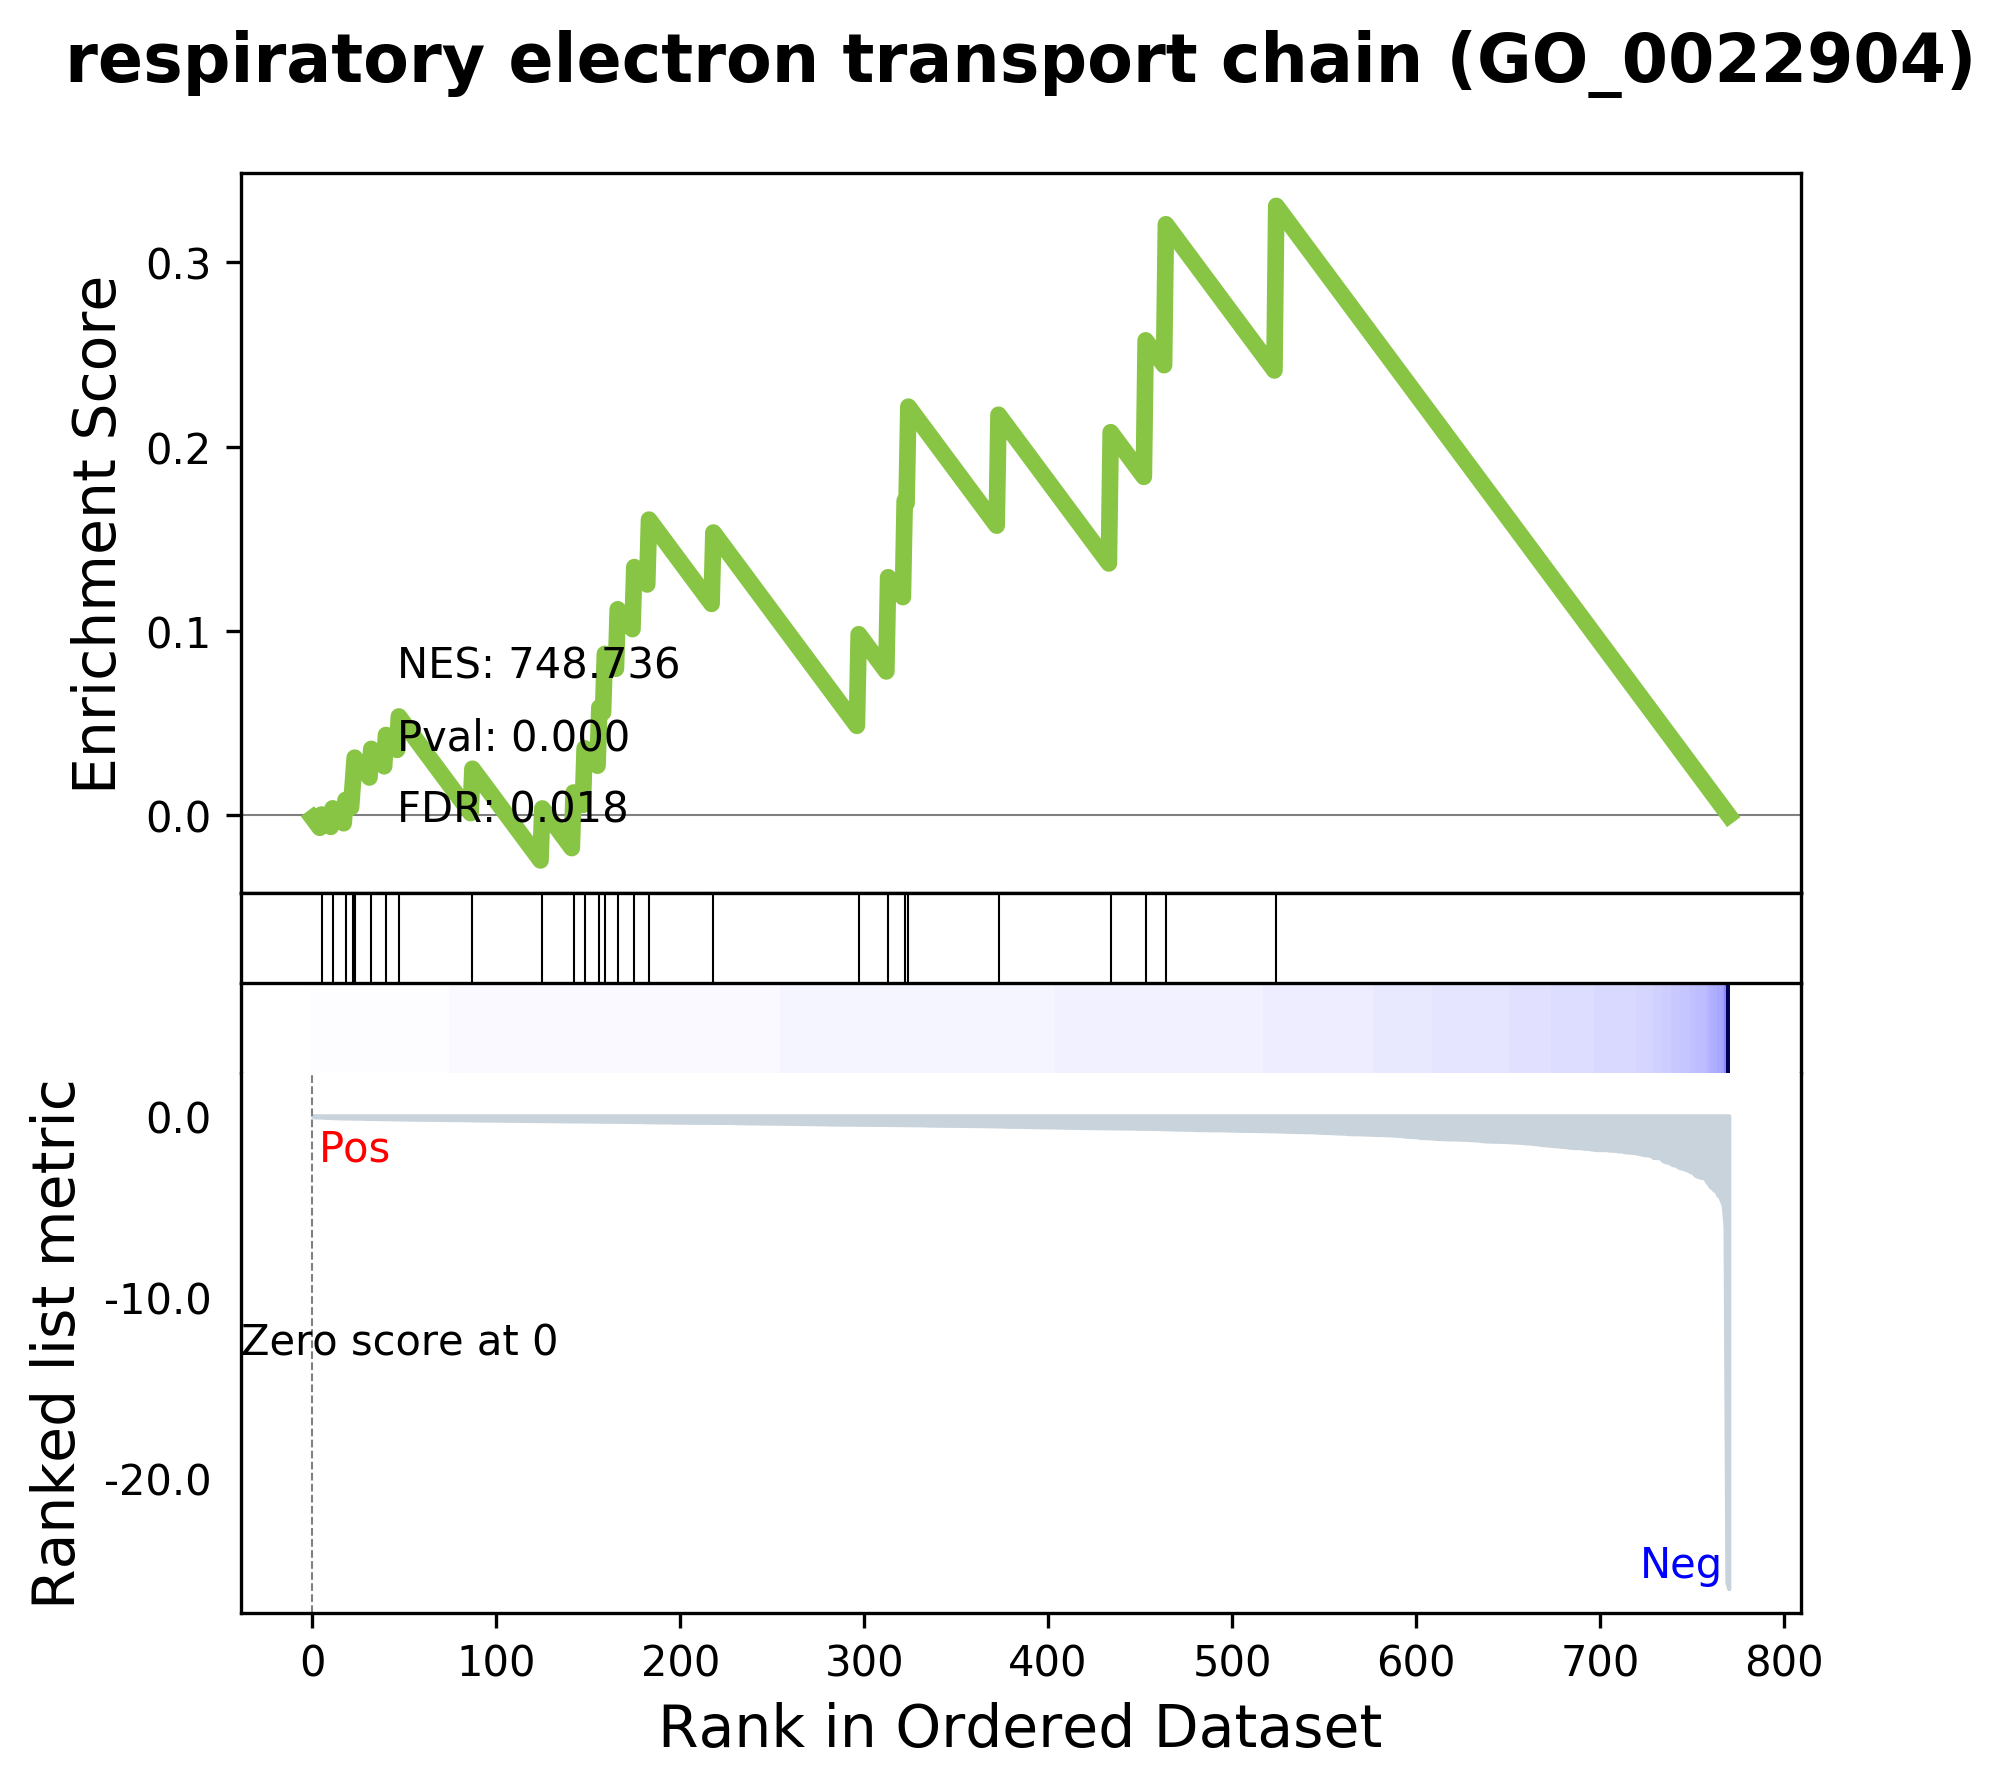 respiratory electron transport chain (GO_0022904)
Enrichment Score
0.3
0.2
0.1
0.0
NES: 748.736
Pval: 0.000
FDR: 0.018
Ranked list metric
0.0
-10.0
-20.0
Pos
Zero score at 0
Neg
0 100 200 300 400 500 600 700 800
Rank in Ordered Dataset